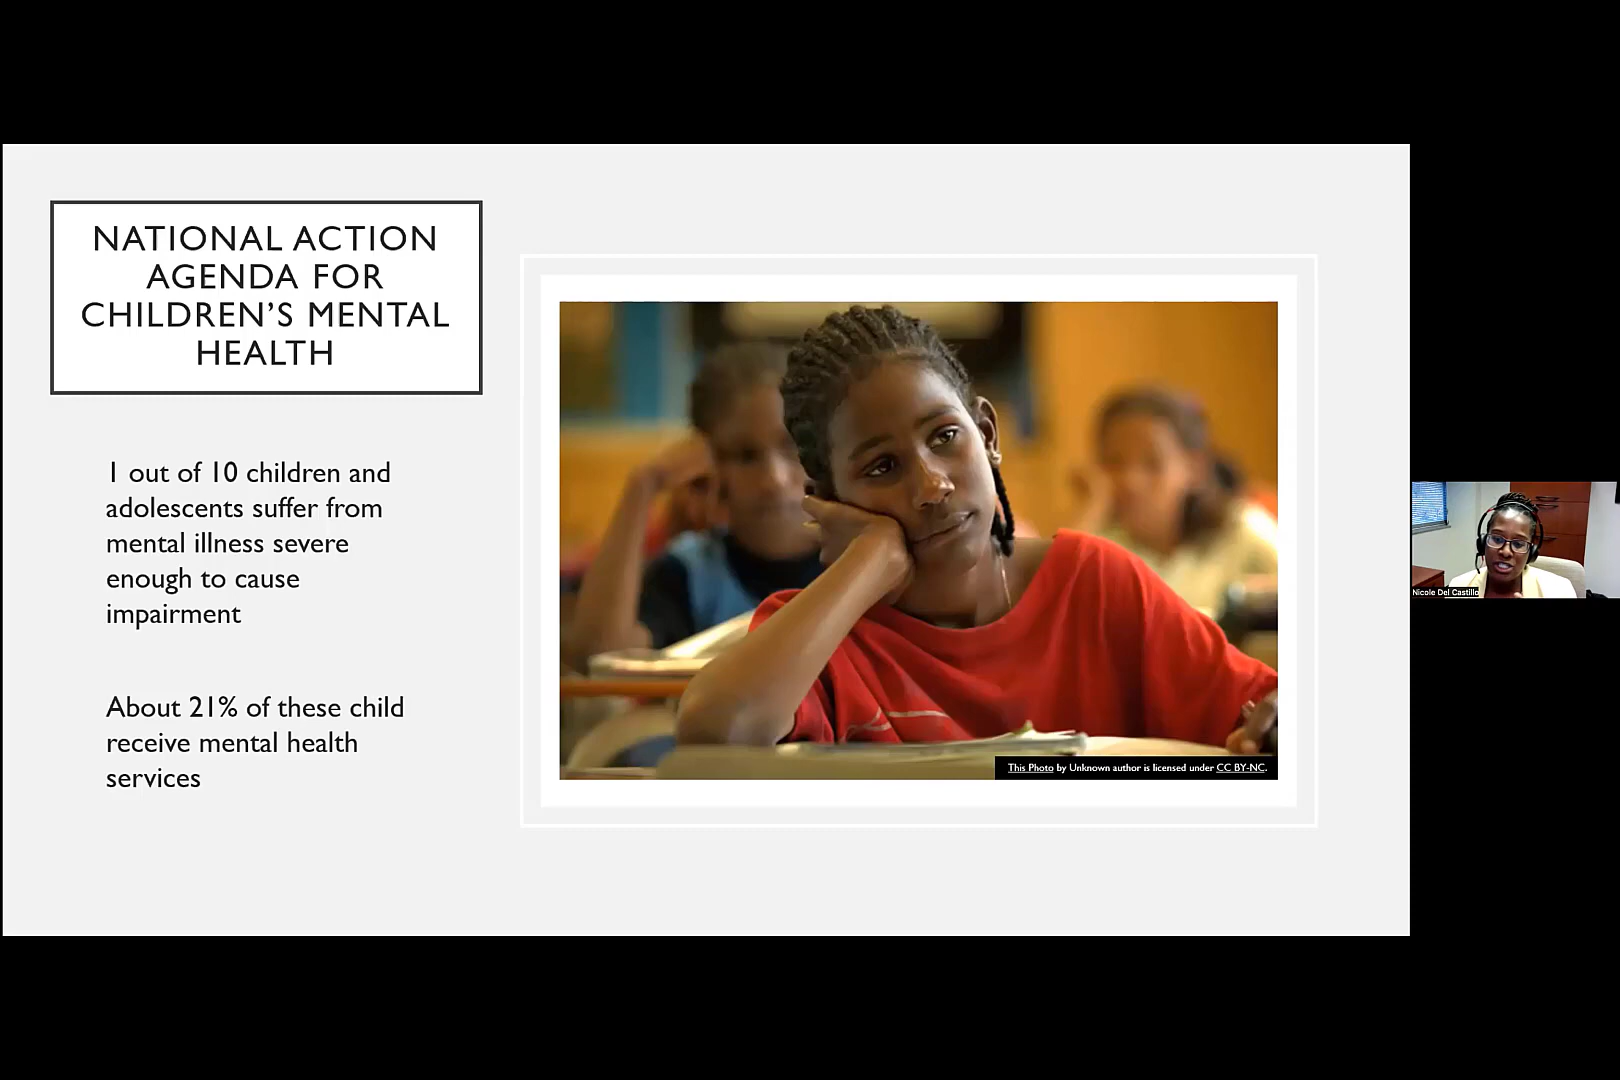 NATIONAL ACTION
AGENDA FOR
CHILDREN'S MENTAL
HEALTH
1 out of 10 children and
adolescents suffer from
mental illness severe
enough to cause
impairment
About 21% of these child
receive mental health
services
This Photo by Unknown author is licensed under CC BY-NC.
Nicole Del Castillo